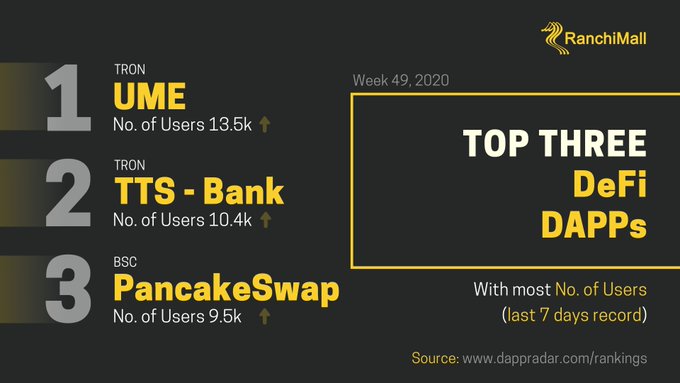 RanchiMall
Week 49, 2020
TOP THREE
DeFi
DAPPs
With most No. of Users
(last 7 days record)
1
TRON
UME
No. of Users 13.5k
2
TRON
TTS - Bank
No. of Users 10.4k
3
BSC
PancakeSwap
No. of Users 9.5k
Source: www.dappradar.com/rankings